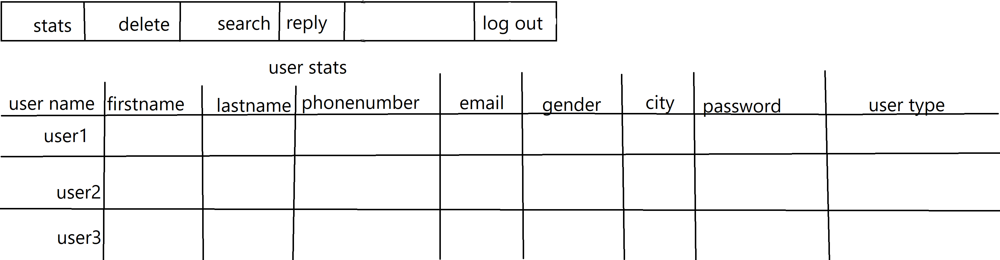 stats delete search reply log out
user stats
user name firstname lastname phonenumber email gender city password user type
user1
user2
user3